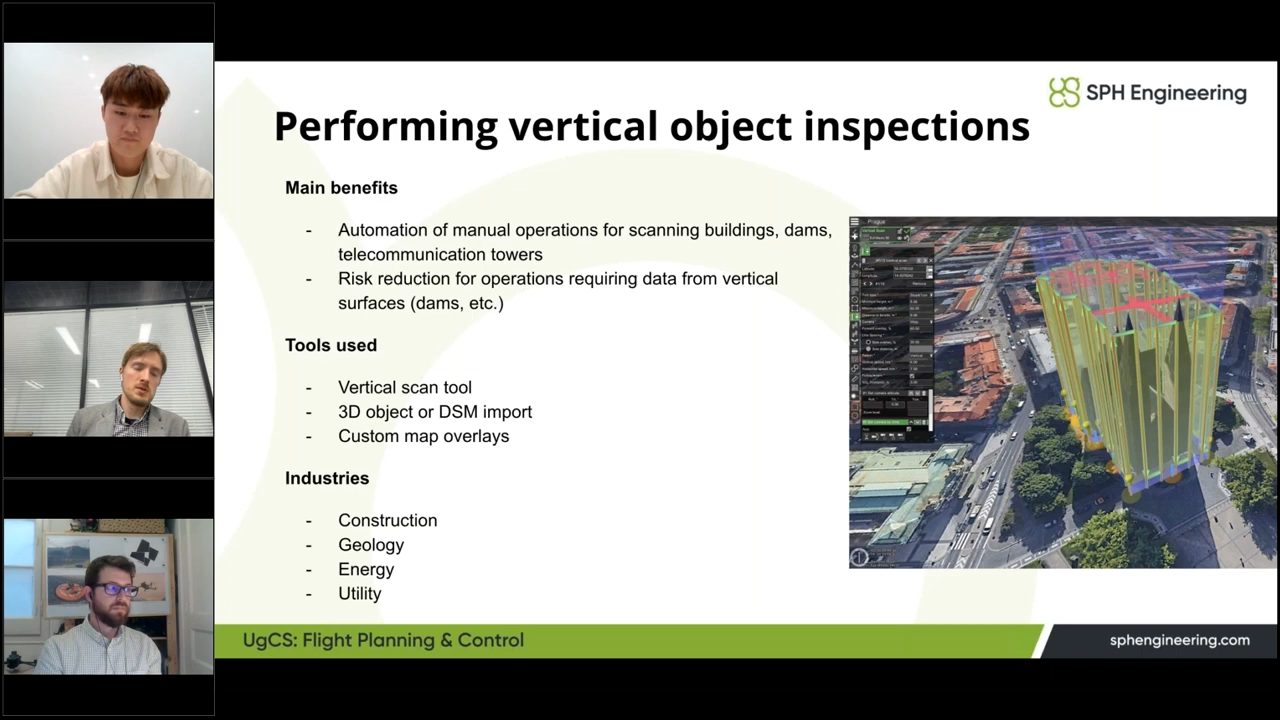 SPH Engineering
Performing vertical object inspections
Main benefits
- Automation of manual operations for scanning buildings, dams,
telecommunication towers
- Risk reduction for operations requiring data from vertical
surfaces (dams, etc.)
Tools used
- Vertical scan tool
- 3D object or DSM import
- Custom map overlays
Industries
- Construction
- Geology
- Energy
- Utility
Prague
UgCS: Flight Planning & Control
sphengineering.com